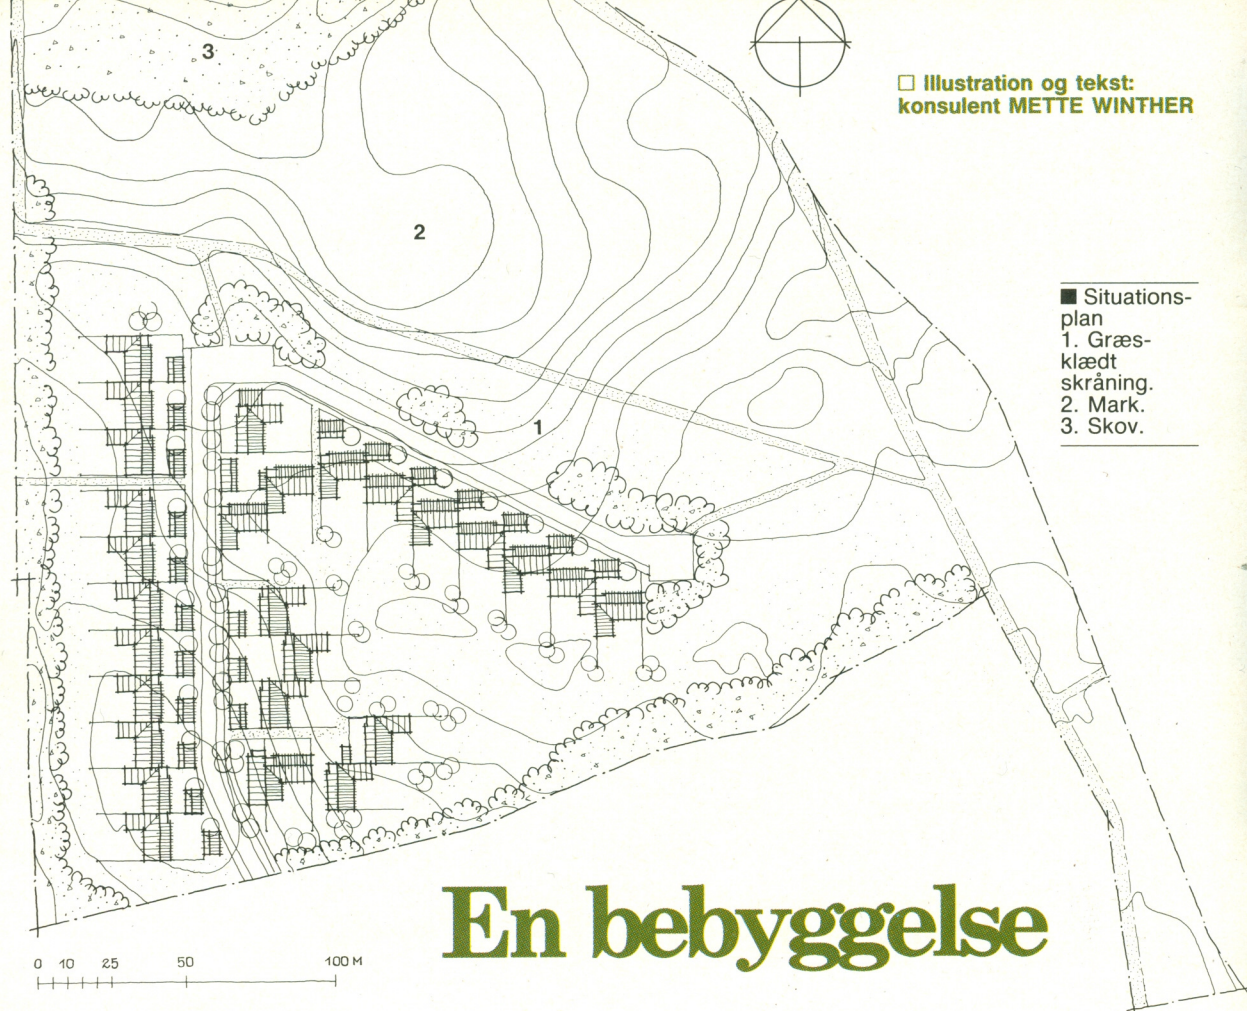 3
□ Illustration og tekst:
konsulent METTE WINTHER
2
■ Situations-
plan
1. Græs-
klædt
skråning.
2. Mark.
3. Skov.
1
En bebyggelse
0 10 25 50 100 M